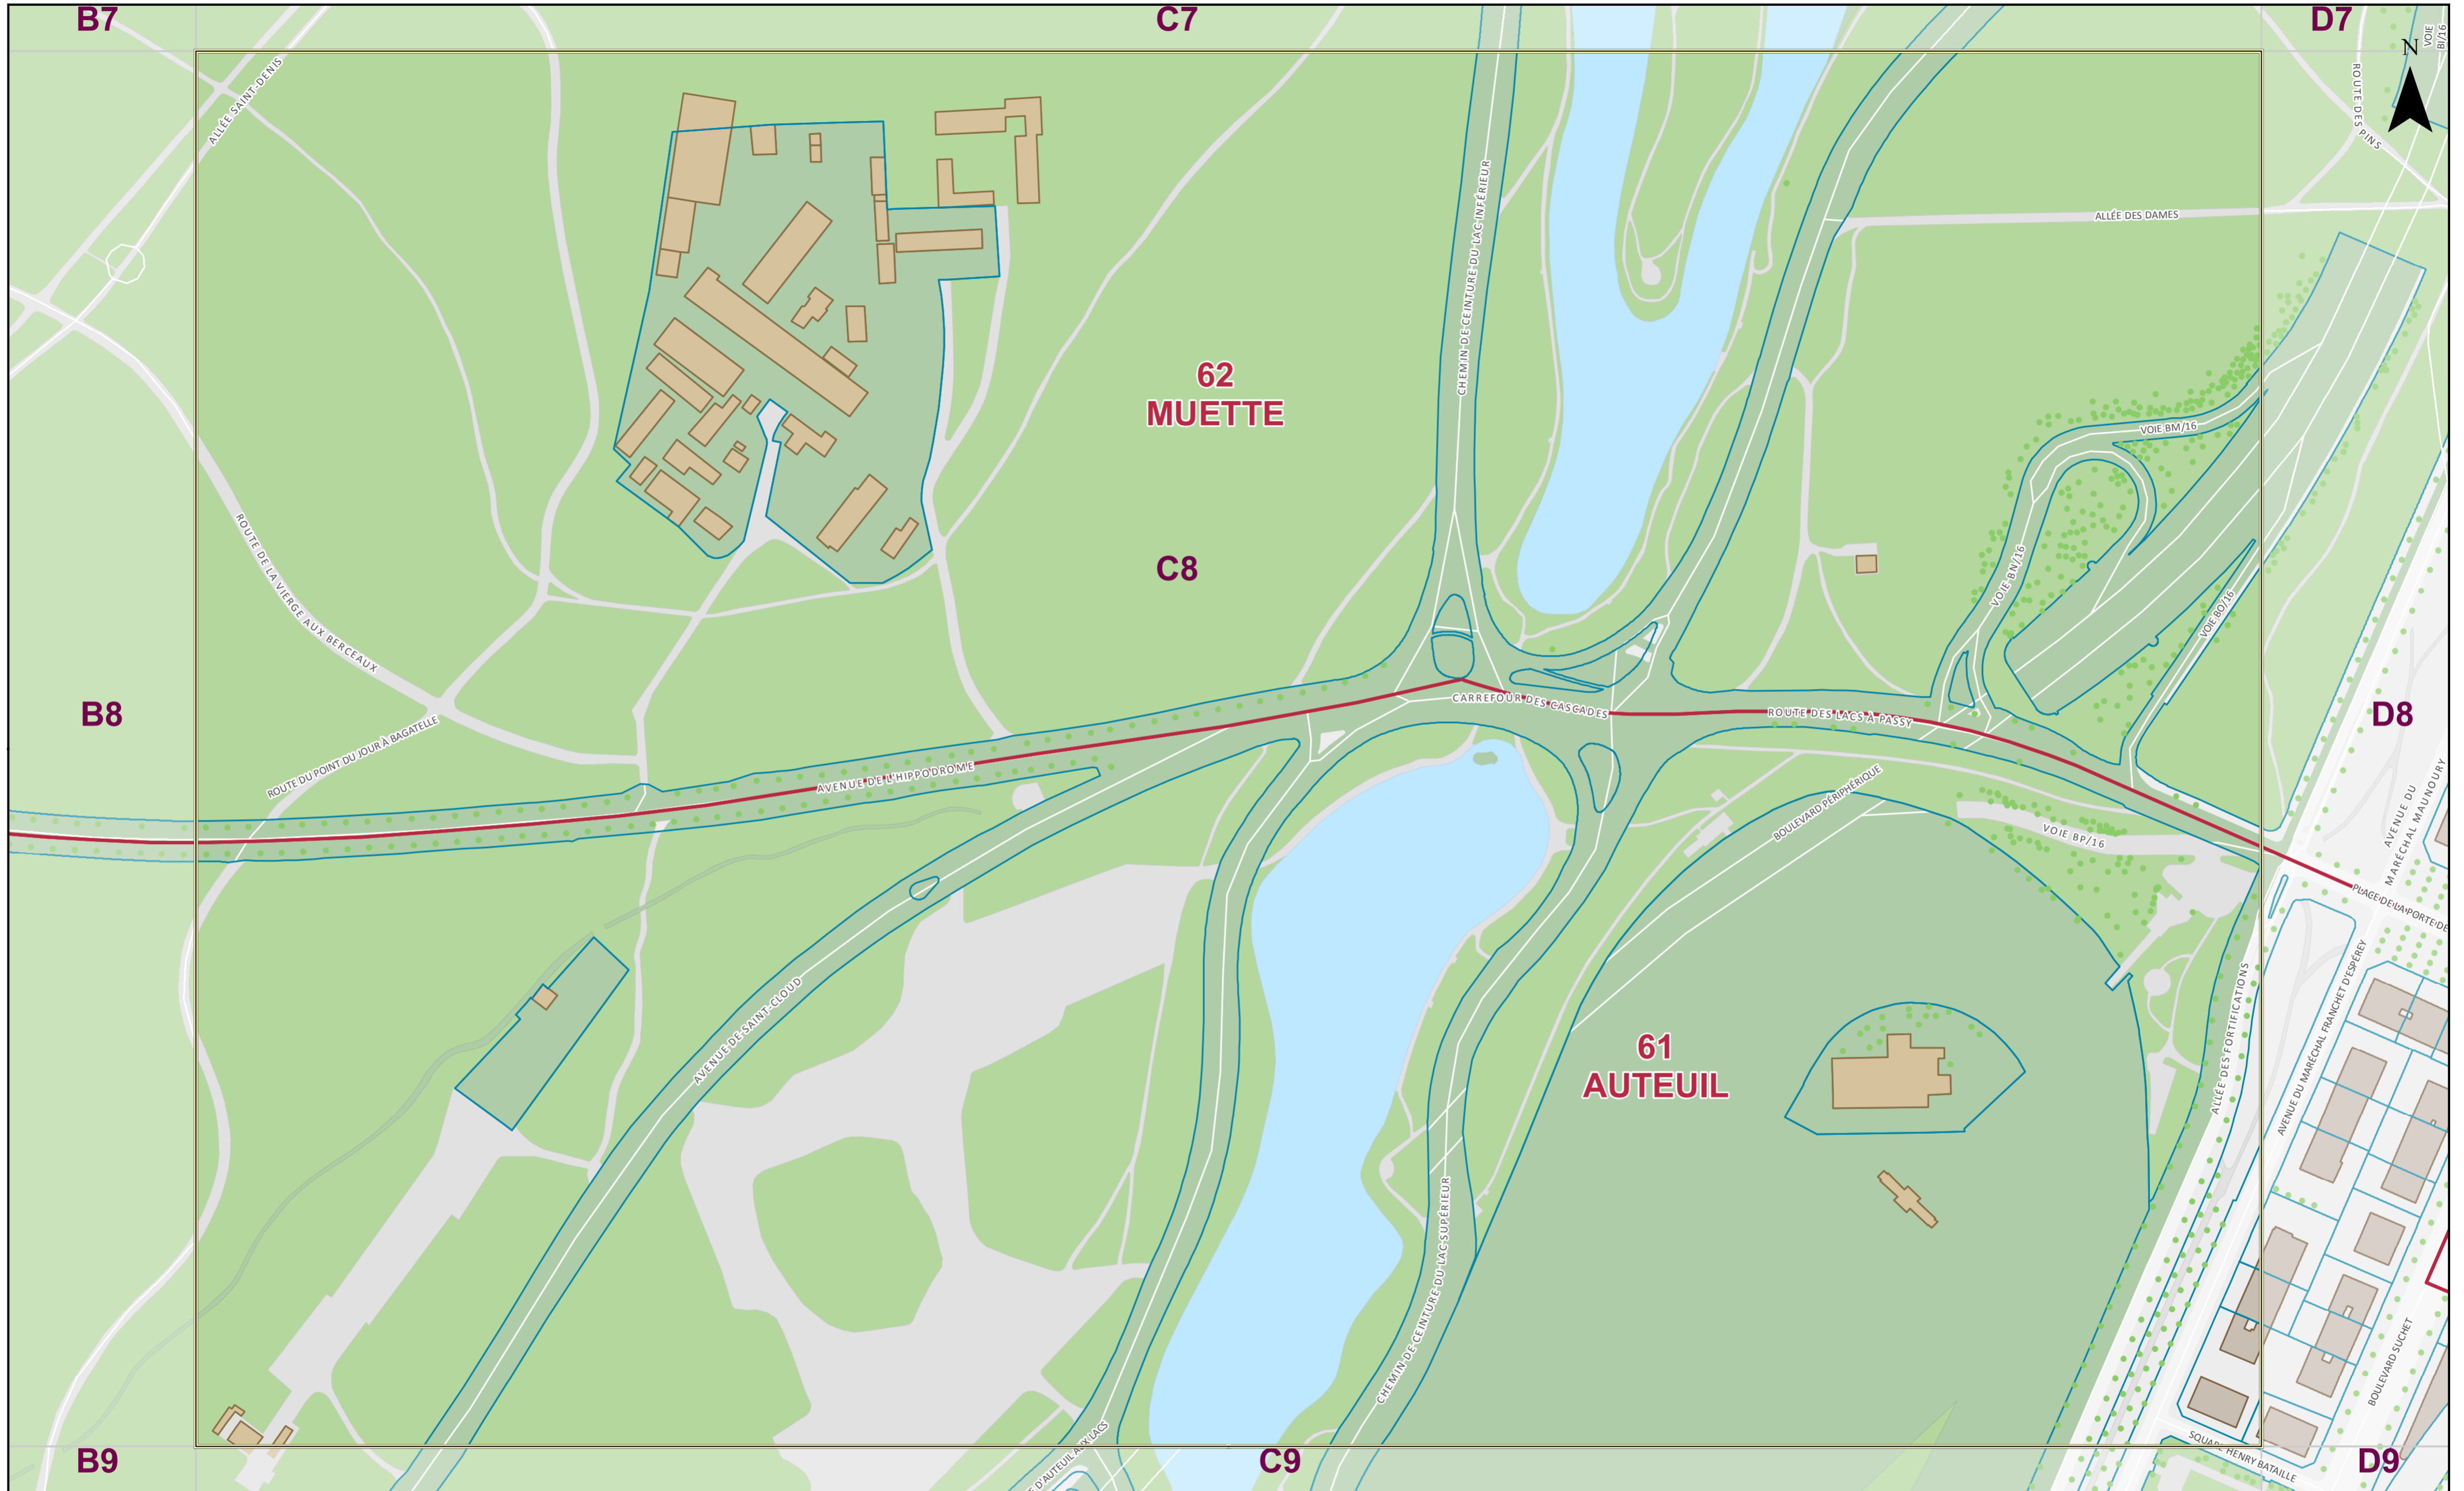 B7
C7
D7
N
VOIE
BI/16
ALLÉE SAINT-DENIS
ROUTE DES PINS
CHEMIN DE CEINTURE DU LAC INFÉRIEUR
ALLÉE DES DAMES
62
MUETTE
VOIE BM/16
ROUTE DE LA VIERGE AUX BERCEAUX
C8
VOIE BN/16
VOIE BO/16
B8
CARREFOUR DES CASCADES
ROUTE DES LACS À PASSY
D8
ROUTE DU POINT DU JOUR À BAGATELLE
AVENUE DE L'HIPPODROME
BOULEVARD PÉRIPHÉRIQUE
VOIE BP/16
AVENUE DU
MARÉCHAL MAUNOURY
PLACE DE LA PORTE DE
AVENUE DE SAINT-CLOUD
61
AUTEUIL
ALLÉE DES FORTIFICATIONS
AVENUE DU MARÉCHAL FRANCHET D'ESPÉREY
CHEMIN DE CEINTURE DU LAC SUPÉRIEUR
BOULEVARD SUCHET
D'AUTEUIL AUX LACS
SQUARE HENRY BATAILLE
B9
C9
D9